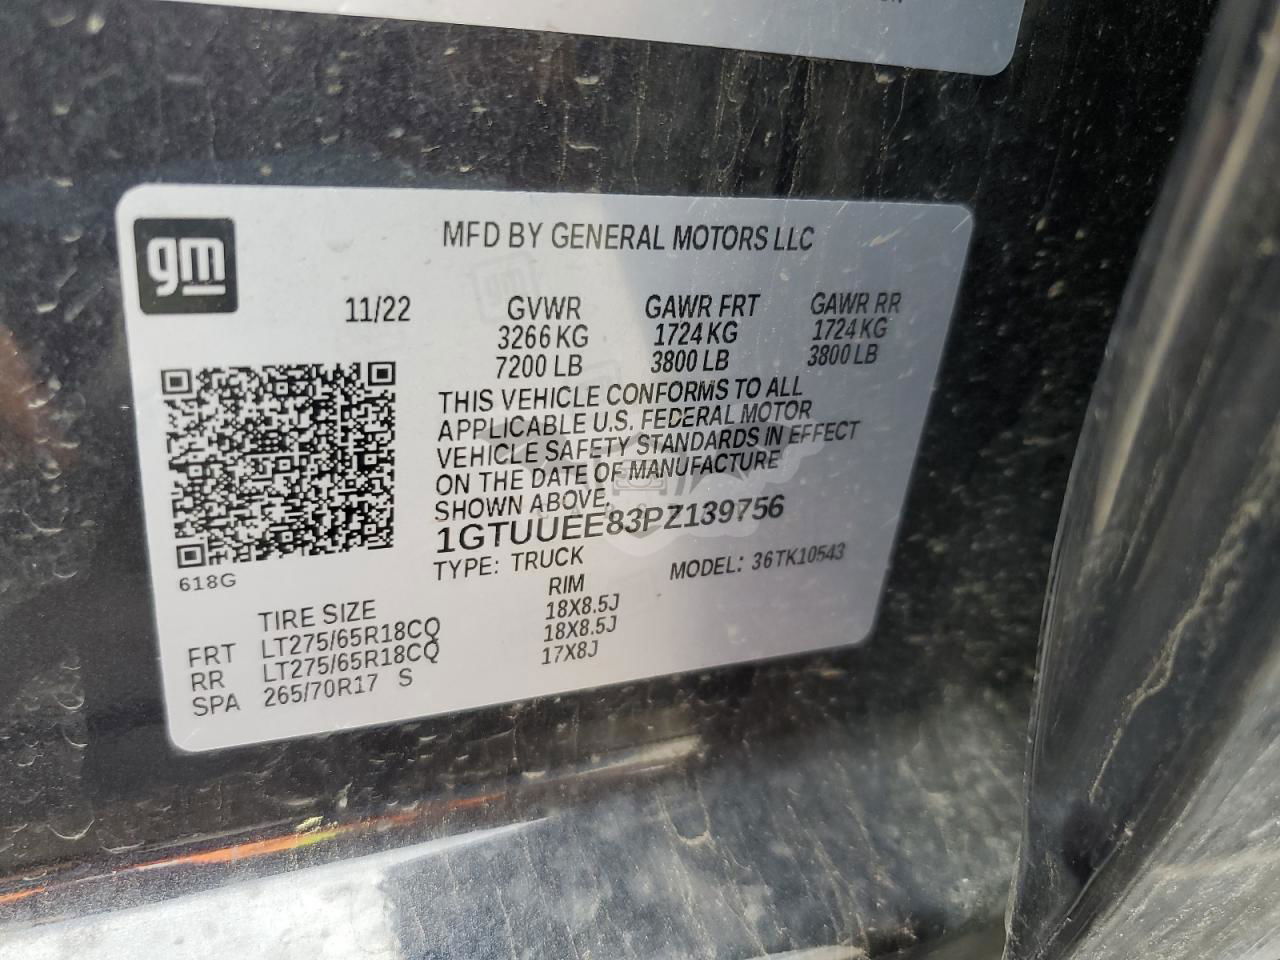 gm
MFD BY GENERAL MOTORS LLC
11/22 GVWR GAWR FRT GAWR RR
3266 KG 1724 KG 1724 KG
7200 LB 3800 LB 3800 LB
THIS VEHICLE CONFORMS TO ALL
APPLICABLE U.S. FEDERAL MOTOR
VEHICLE SAFETY STANDARDS IN EFFECT
ON THE DATE OF MANUFACTURE
SHOWN ABOVE.
1GTUUEE83PZ139756
TYPE: TRUCK MODEL: 36TK10543
618G
TIRE SIZE RIM
FRT LT275/65R18CQ 18X8.5J
RR LT275/65R18CQ 18X8.5J
SPA 265/70R17 S 17X8J